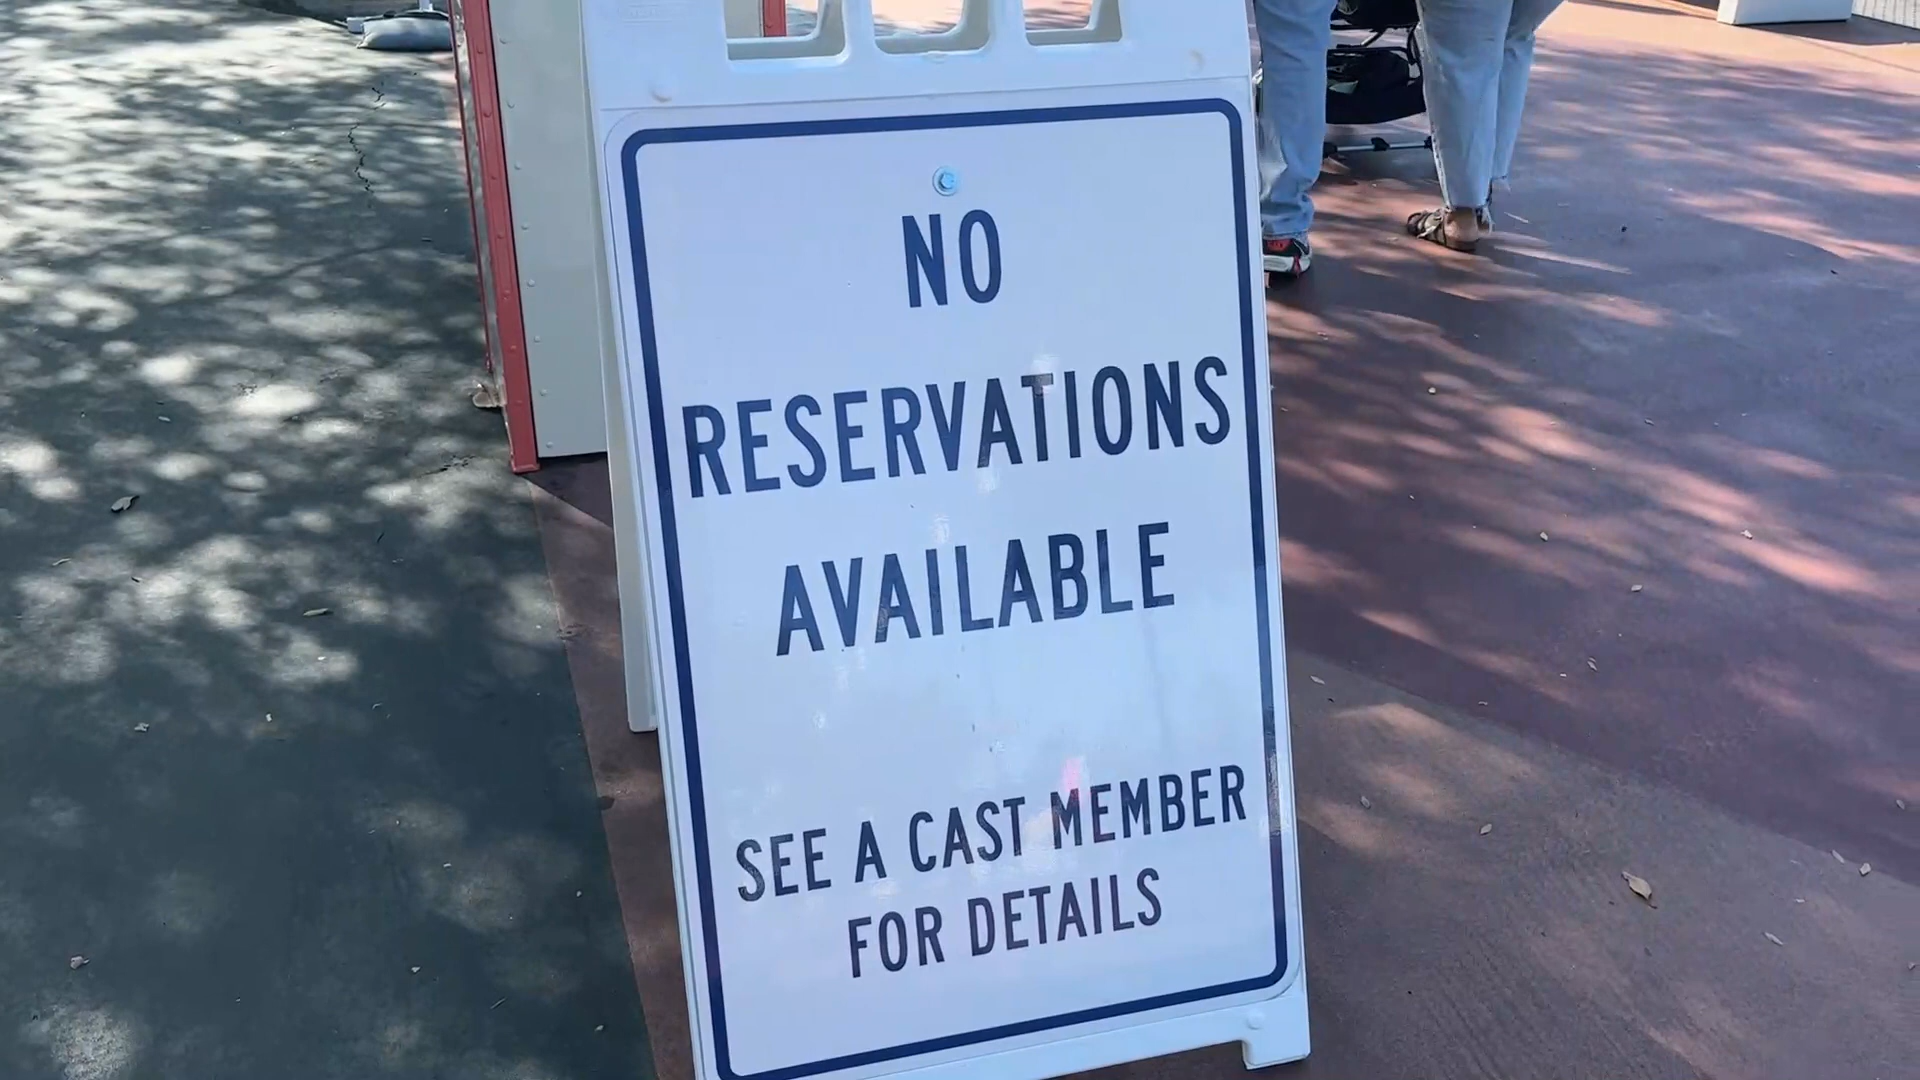 NO
RESERVATIONS
AVAILABLE
SEE A CAST MEMBER
FOR DETAILS